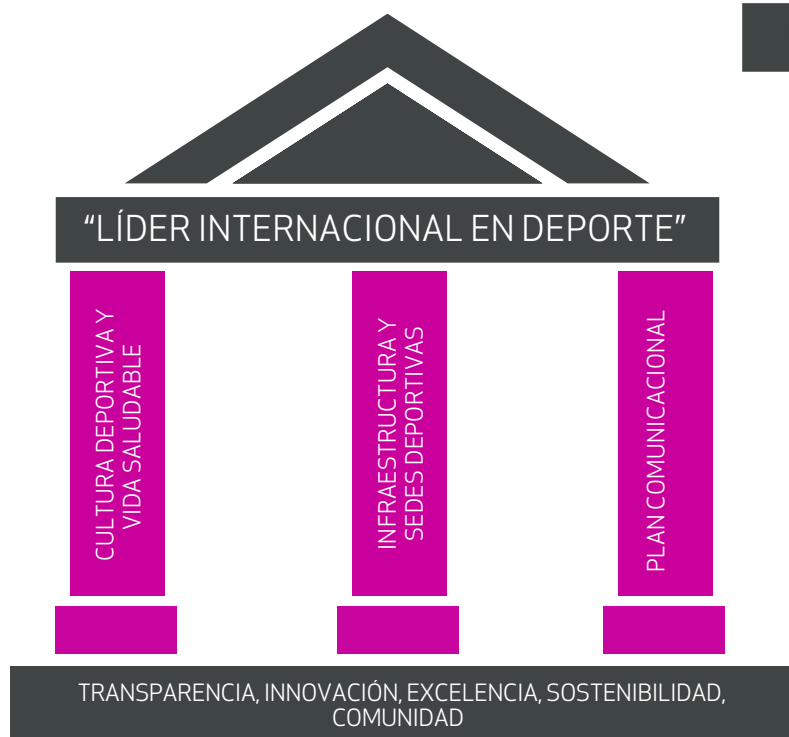 “LÍDER INTERNACIONAL EN DEPORTE”
CULTURA DEPORTIVA Y
VIDA SALUDABLE
INFRAESTRUCTURA Y
SEDES DEPORTIVAS
PLAN COMUNICACIONAL
TRANSPARENCIA, INNOVACIÓN, EXCELENCIA, SOSTENIBILIDAD,
COMUNIDAD